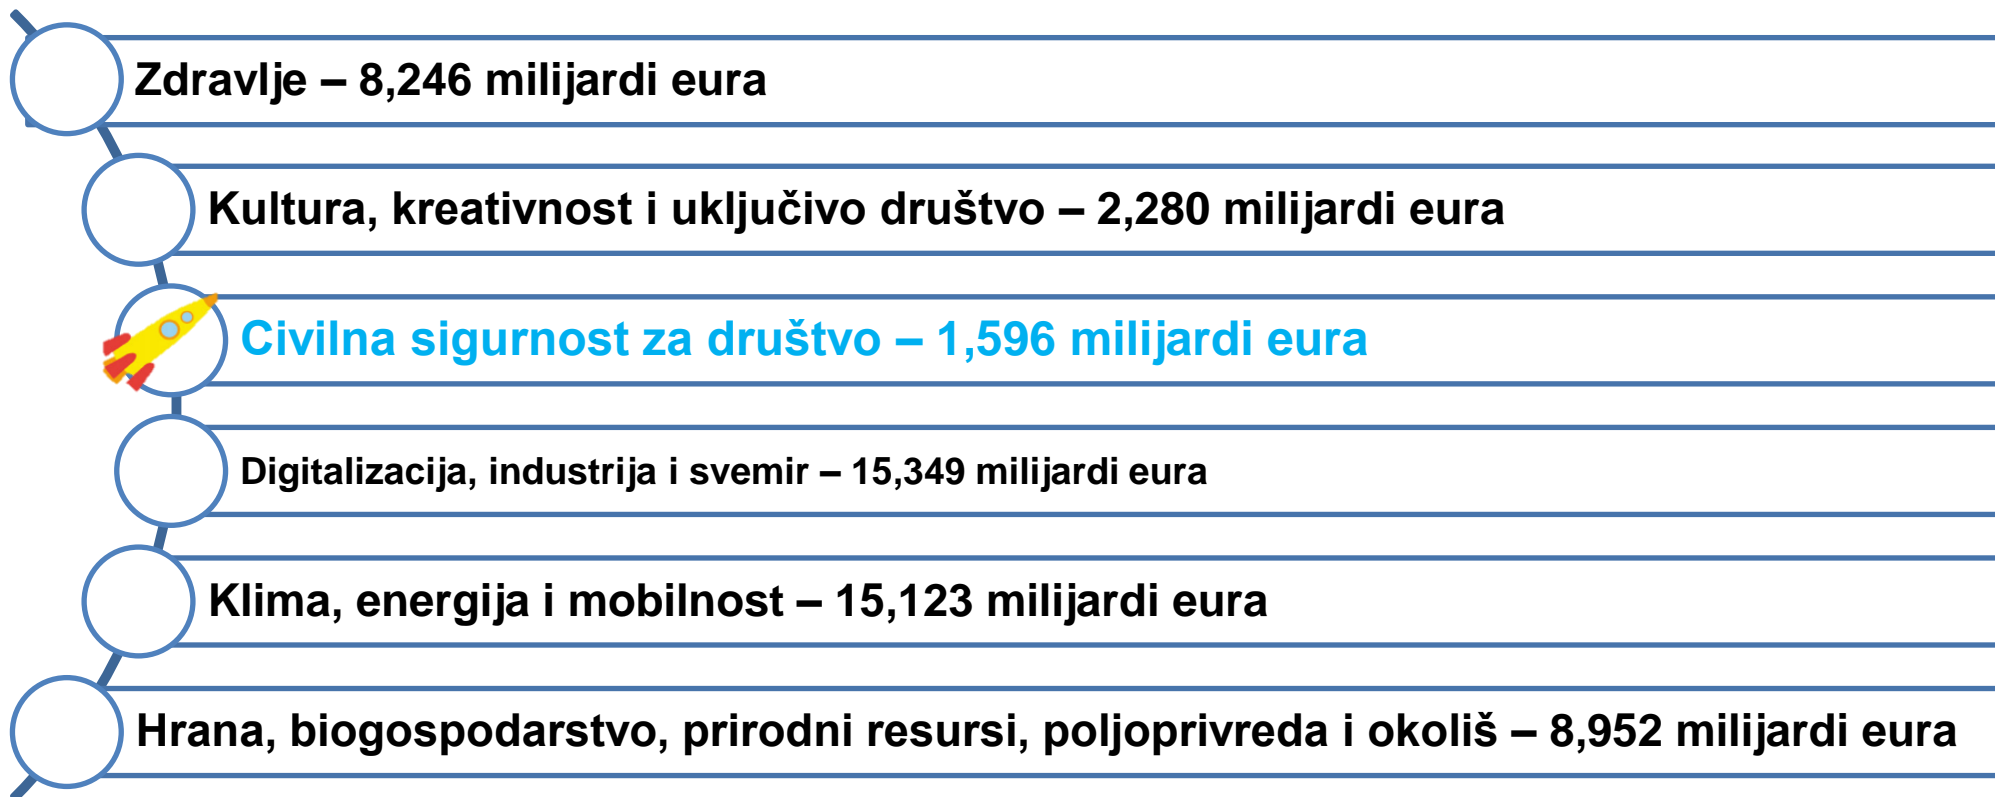 Zdravlje – 8,246 milijardi eura
Kultura, kreativnost i uključivo društvo – 2,280 milijardi eura
Civilna sigurnost za društvo – 1,596 milijardi eura
Digitalizacija, industrija i svemir – 15,349 milijardi eura
Klima, energija i mobilnost – 15,123 milijardi eura
Hrana, biogospodarstvo, prirodni resursi, poljoprivreda i okoliš – 8,952 milijardi eura